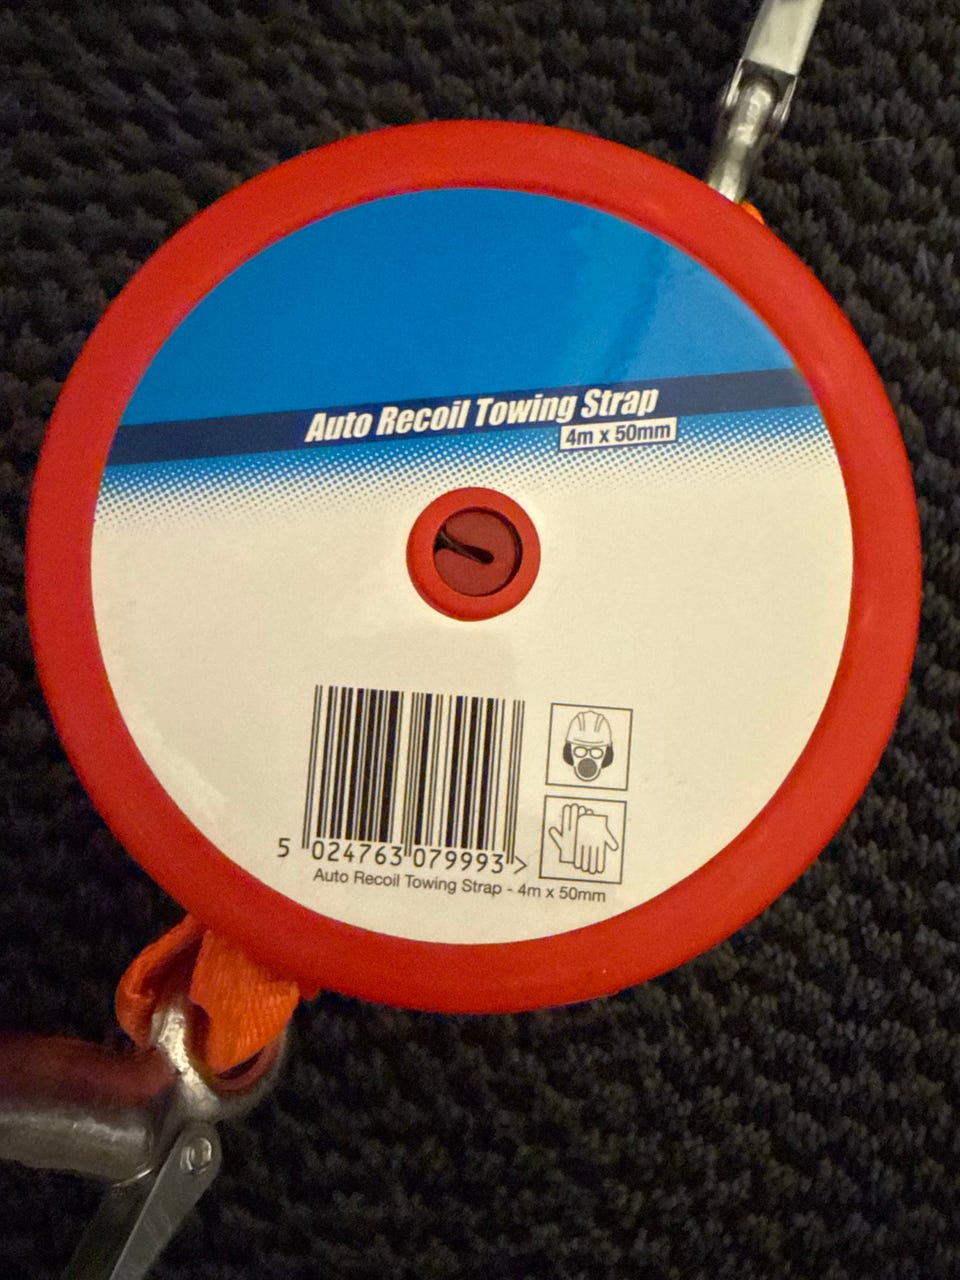 Auto Recoil Towing Strap
4m x 50mm
5 024763 079993 >
Auto Recoil Towing Strap - 4m x 50mm